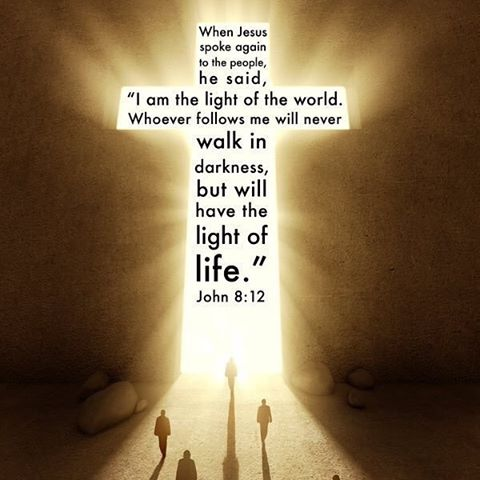 When Jesus
spoke again
to the people,
he said,
“I am the light of the world.
Whoever follows me will never
walk in
darkness,
but will
have the
light of
life.”
John 8:12